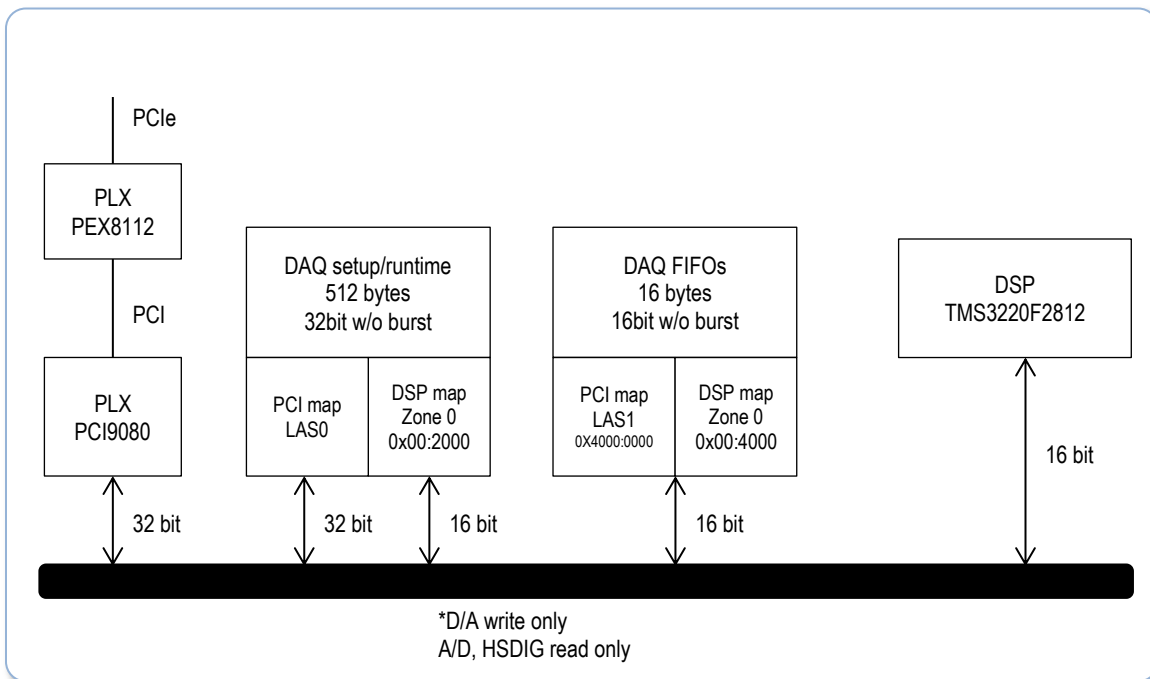 PCIe
PLX
PEX8112
PCI
PLX
PCI9080
32 bit
DAQ setup/runtime
512 bytes
32bit w/o burst
PCI map
LAS0
DSP map
Zone 0
0x00:2000
32 bit
16 bit
DAQ FIFOs
16 bytes
16bit w/o burst
PCI map
LAS1
0X4000:0000
DSP map
Zone 0
0x00:4000
16 bit
DSP
TMS3220F2812
16 bit
*D/A write only
A/D, HSDIG read only